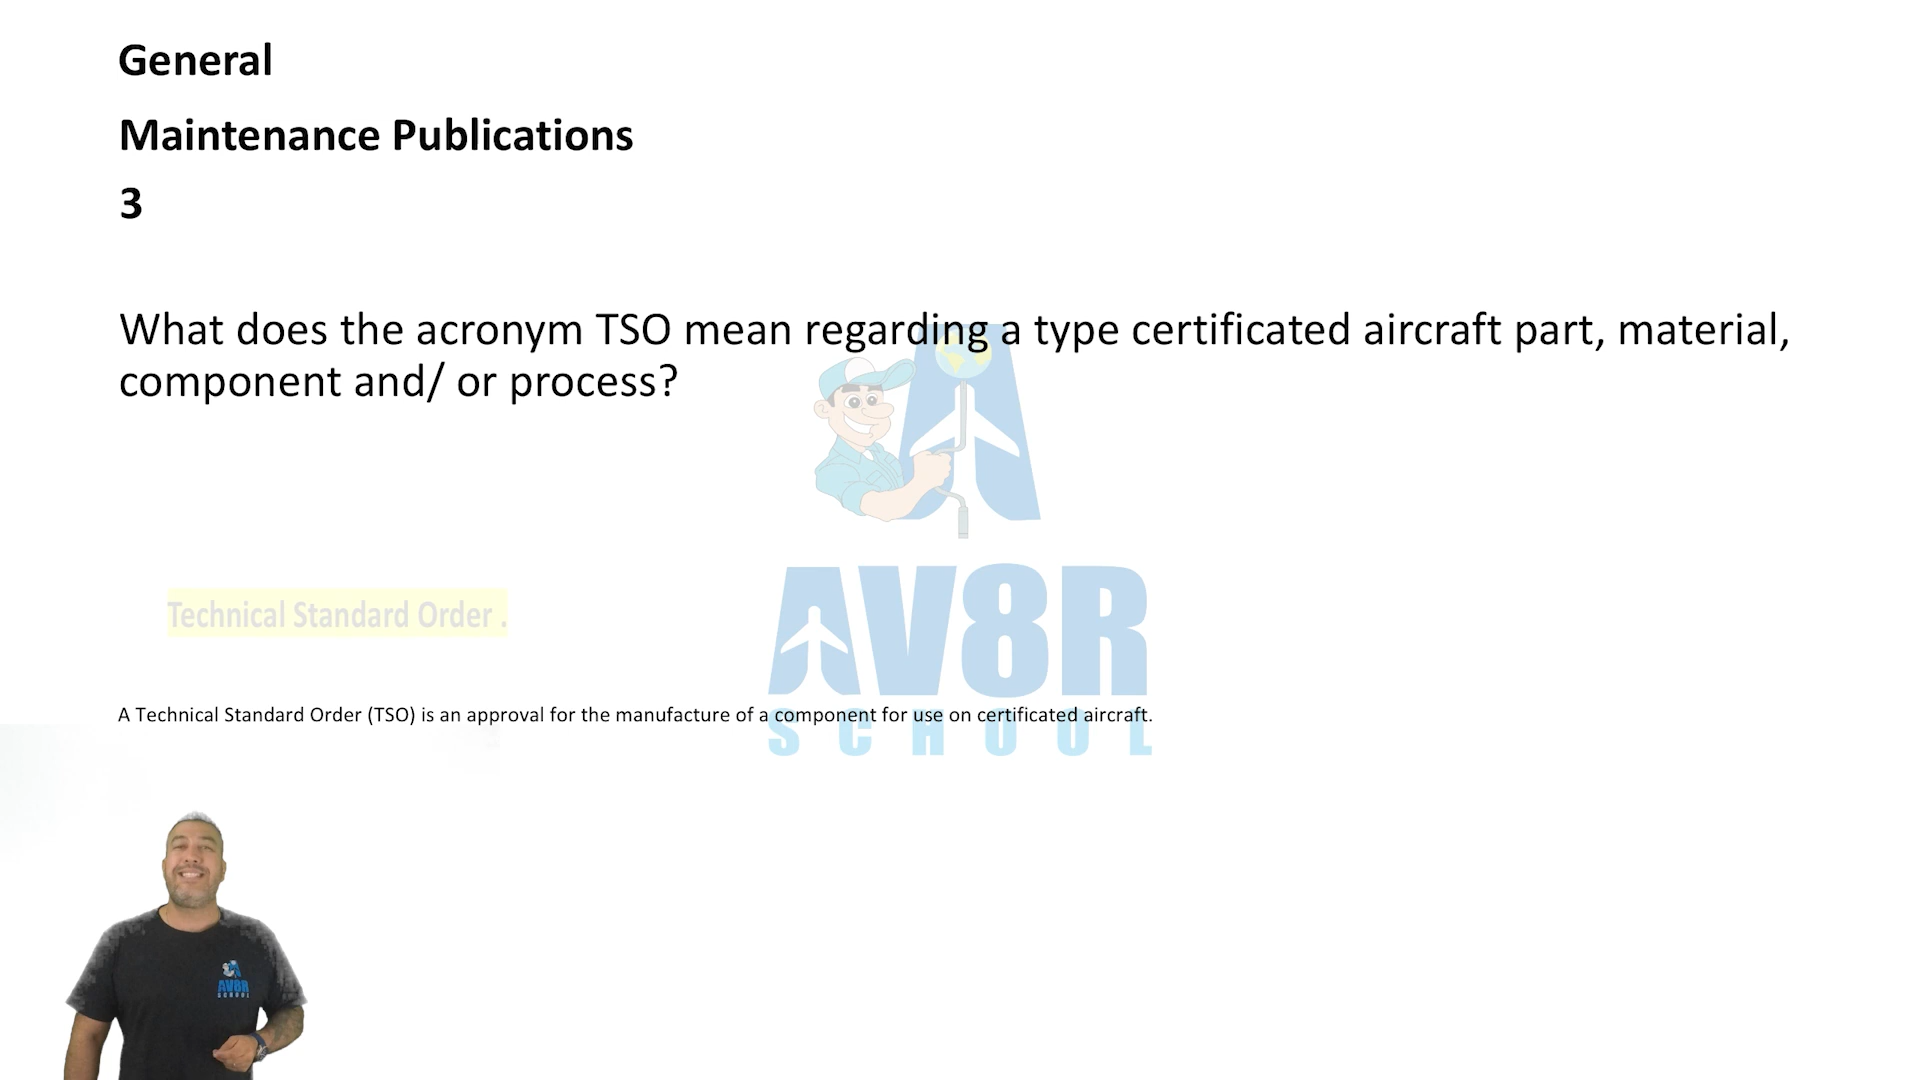 General
Maintenance Publications
3
What does the acronym TSO mean regarding a type certificated aircraft part, material,
component and/ or process?
Technical Standard Order .
A Technical Standard Order (TSO) is an approval for the manufacture of a component for use on certificated aircraft.
AV8R
SCHOOL
AV8R
SCHOOL